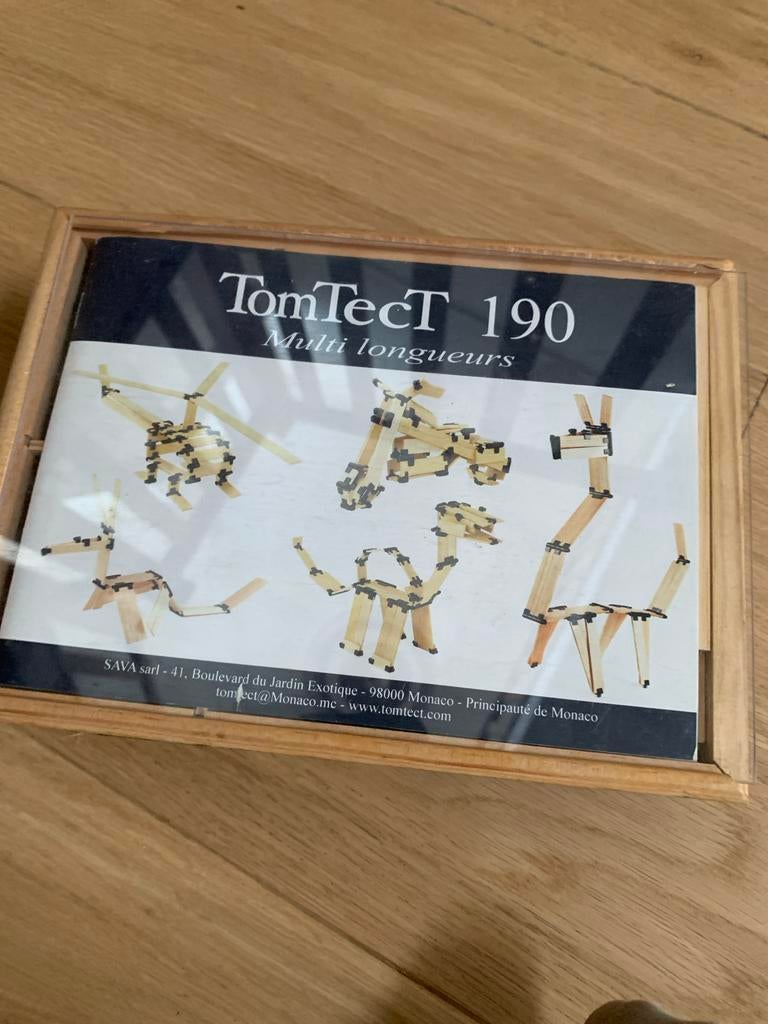 TomTecT 190
Multi longueurs
SAVA sarl - 41, Boulevard du Jardin Exotique - 98000 Monaco - Principauté de Monaco
tomtect@Monaco.mc - www.tomtect.com